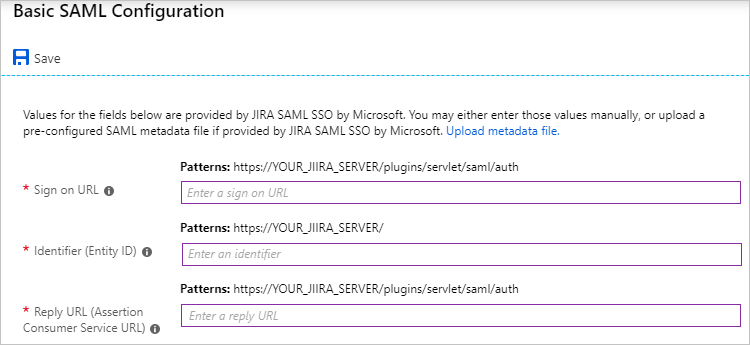 Basic SAML Configuration
Save
Values for the fields below are provided by JIRA SAML SSO by Microsoft. You may either enter those values manually, or upload a
pre-configured SAML metadata file if provided by JIRA SAML SSO by Microsoft. Upload metadata file.
Patterns: https://YOUR_JIIRA_SERVER/plugins/servlet/saml/auth
* Sign on URL
Enter a sign on URL
Patterns: https://YOUR_JIIRA_SERVER/
* Identifier (Entity ID)
Enter an identifier
Patterns: https://YOUR_JIIRA_SERVER/plugins/servlet/saml/auth
* Reply URL (Assertion
Consumer Service URL)
Enter a reply URL